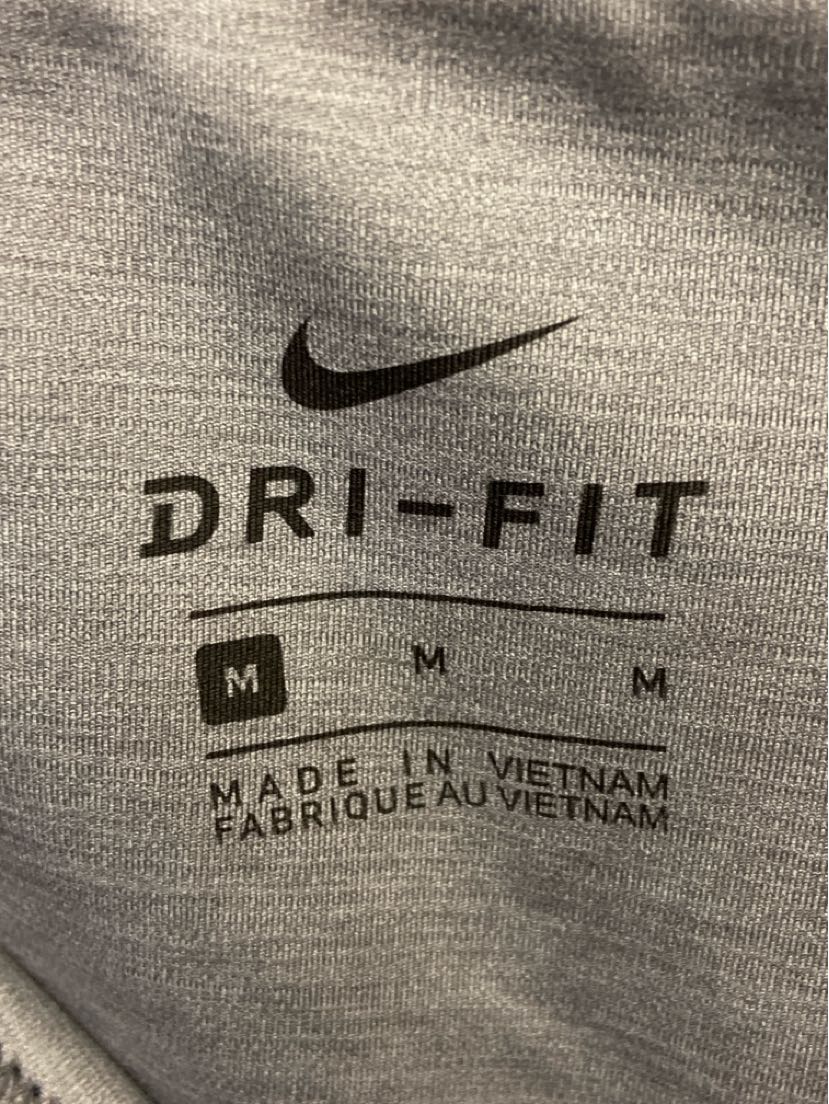 DRI-FIT
M M M
MADE IN VIETNAM
FABRIQUE AU VIETNAM